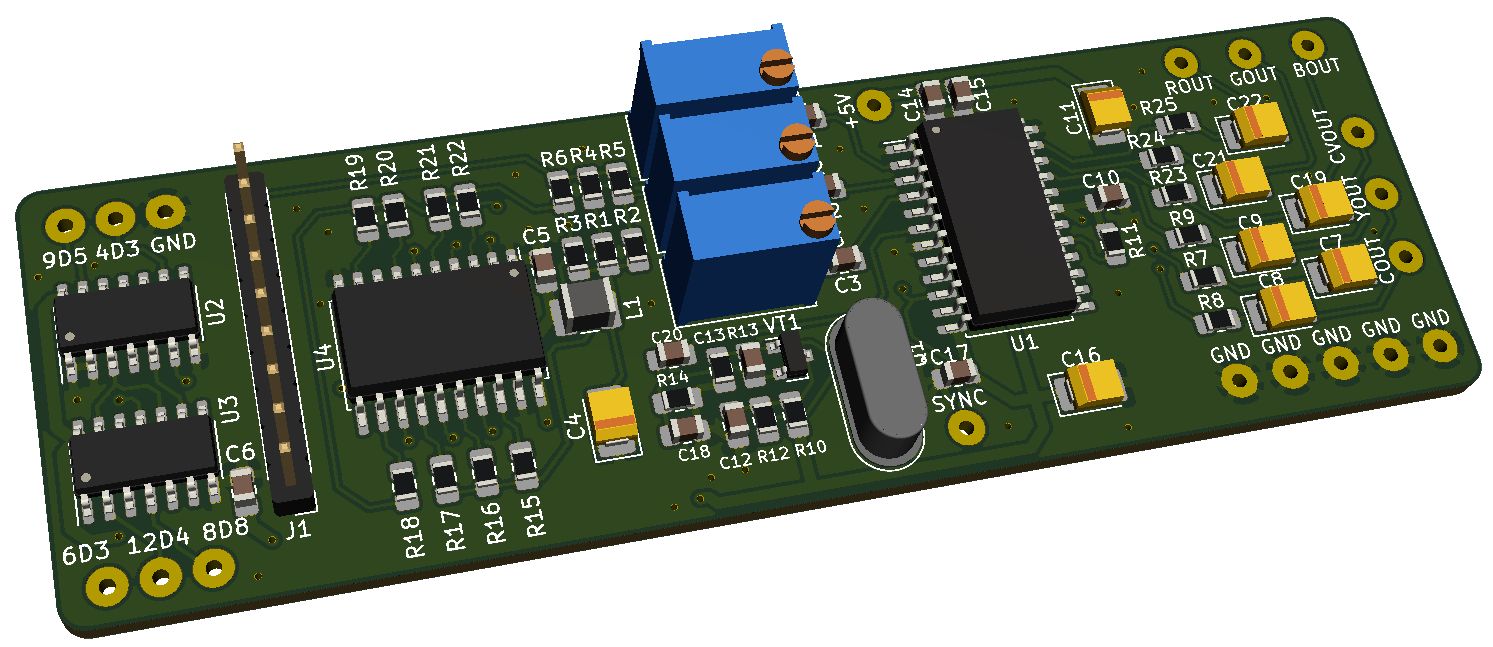 ROUT
GOUT
BOUT
+5V
C14
C15
C11
R25
C22
CVOUT
R24
C21
R19
R20
R21
R22
R6
R4
R5
R23
C10
C19
YOUT
R3
R1
R2
R9
C9
R11
9D5
4D3
GND
C5
C3
R7
C7
COUT
C8
R8
U2
L1
U4
C20
C13
R13
VT1
U1
C17
C16
GND
GND
GND
GND
GND
R14
SYNC
U3
C4
C18
C12
R12
R10
C6
J1
R18
R17
R16
R15
6D3
12D4
8D8